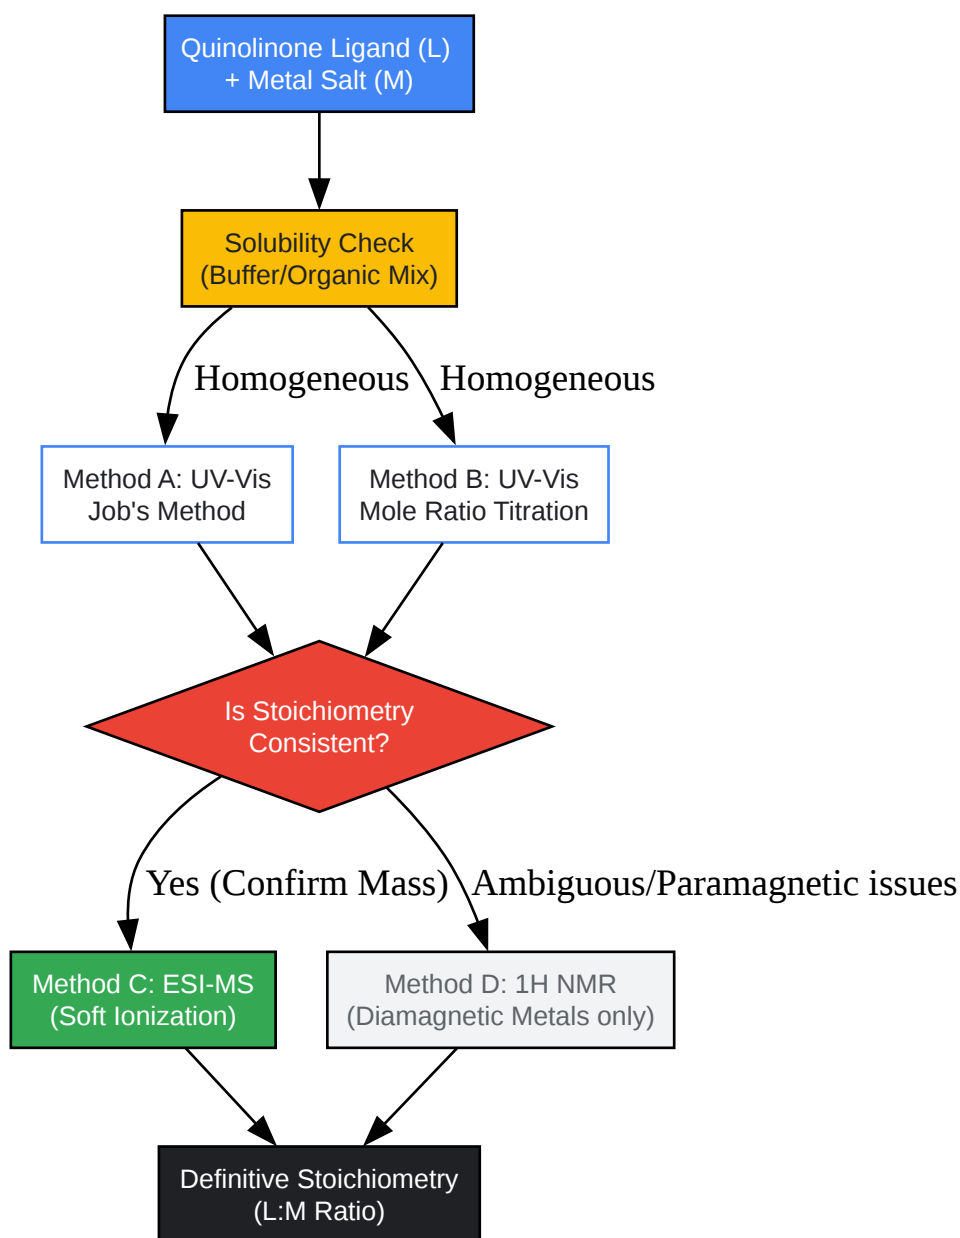 Quinolinone Ligand (L)
+ Metal Salt (M)
Solubility Check
(Buffer/Organic Mix)
Homogeneous
Homogeneous
Method A: UV-Vis
Job's Method
Method B: UV-Vis
Mole Ratio Titration
Is Stoichiometry
Consistent?
Yes (Confirm Mass)
Ambiguous/Paramagnetic issues
Method C: ESI-MS
(Soft Ionization)
Method D: 1H NMR
(Diamagnetic Metals only)
Definitive Stoichiometry
(L:M Ratio)